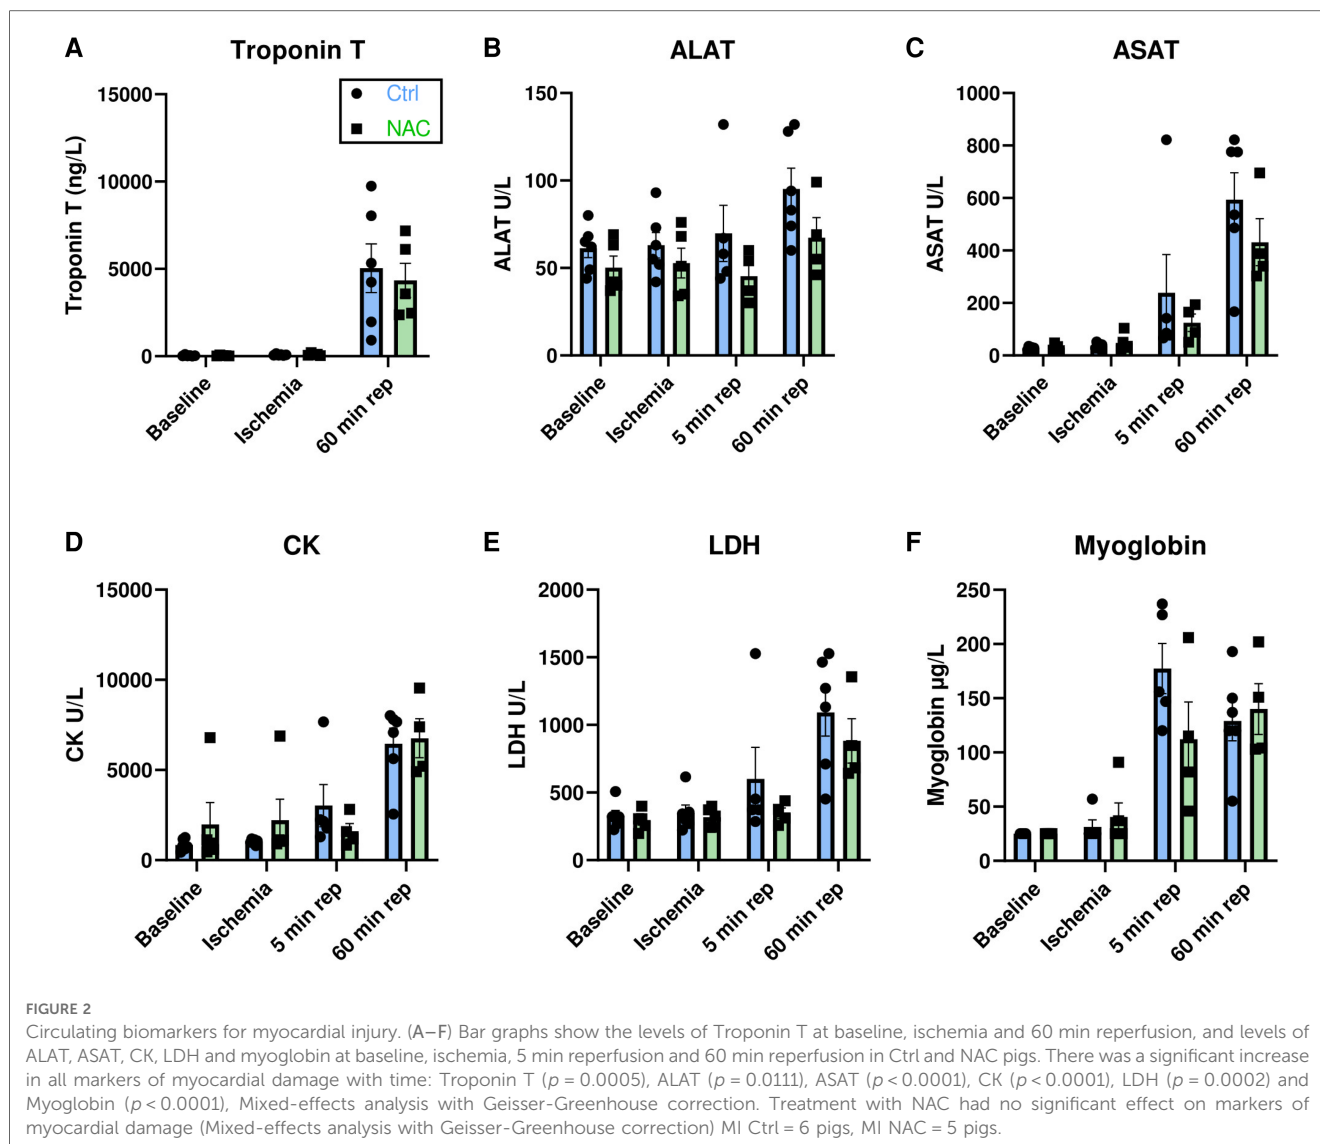 A Troponin T
Ctrl
NAC
Troponin T (ng/L)
15000
10000
5000
0
Baseline
Ischemia
60 min rep
B ALAT
ALAT U/L
150
100
50
0
Baseline
Ischemia
5 min rep
60 min rep
C ASAT
ASAT U/L
1000
800
600
400
200
0
Baseline
Ischemia
5 min rep
60 min rep
D CK
CK U/L
15000
10000
5000
0
Baseline
Ischemia
5 min rep
60 min rep
E LDH
LDH U/L
2000
1500
1000
500
0
Baseline
Ischemia
5 min rep
60 min rep
F Myoglobin
Myoglobin µg/L
250
200
150
100
50
0
Baseline
Ischemia
5 min rep
60 min rep
FIGURE 2
Circulating biomarkers for myocardial injury. (A–F) Bar graphs show the levels of Troponin T at baseline, ischemia and 60 min reperfusion, and levels of
ALAT, ASAT, CK, LDH and myoglobin at baseline, ischemia, 5 min reperfusion and 60 min reperfusion in Ctrl and NAC pigs. There was a significant increase
in all markers of myocardial damage with time: Troponin T (p = 0.0005), ALAT (p = 0.0111), ASAT (p < 0.0001), CK (p < 0.0001), LDH (p = 0.0002) and
Myoglobin (p < 0.0001), Mixed-effects analysis with Geisser-Greenhouse correction. Treatment with NAC had no significant effect on markers of
myocardial damage (Mixed-effects analysis with Geisser-Greenhouse correction) MI Ctrl = 6 pigs, MI NAC = 5 pigs.